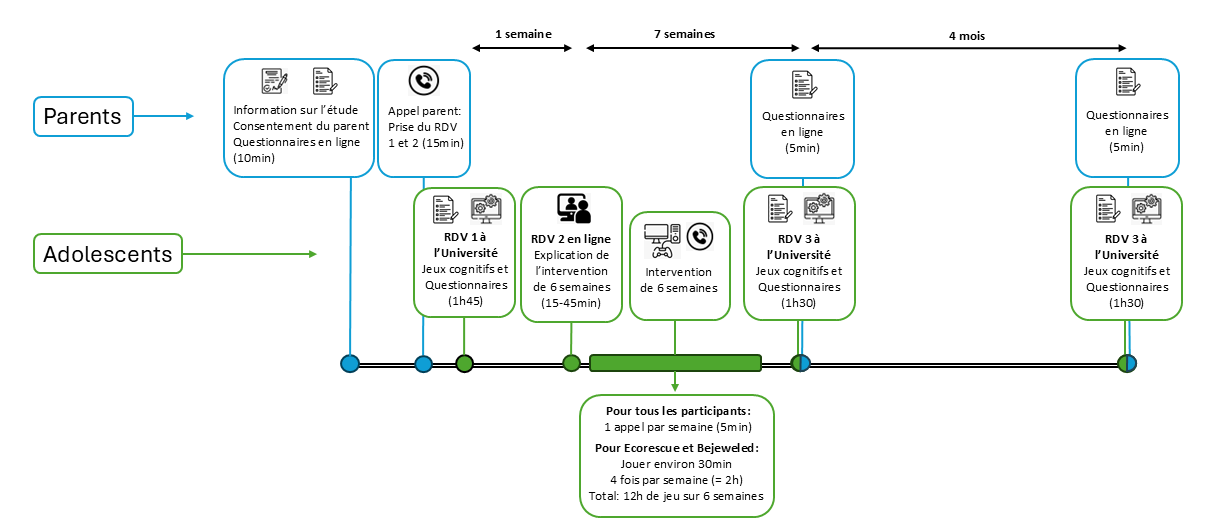 1 semaine
7 semaines
4 mois
Parents
Information sur l'étude
Consentement du parent
Questionnaires en ligne
(10min)
Appel parent:
Prise du RDV
1 et 2 (15min)
Questionnaires
en ligne
(5min)
Questionnaires
en ligne
(5min)
Adolescents
RDV 1 à
l'Université
Jeux cognitifs et
Questionnaires
(1h45)
RDV 2 en ligne
Explication de
l'intervention
de 6 semaines
(15-45min)
Intervention
de 6 semaines
RDV 3 à
l'Université
Jeux cognitifs et
Questionnaires
(1h30)
RDV 3 à
l'Université
Jeux cognitifs et
Questionnaires
(1h30)
Pour tous les participants:
1 appel par semaine (5min)
Pour Ecorescue et Bejeweled:
Jouer environ 30min
4 fois par semaine (= 2h)
Total: 12h de jeu sur 6 semaines